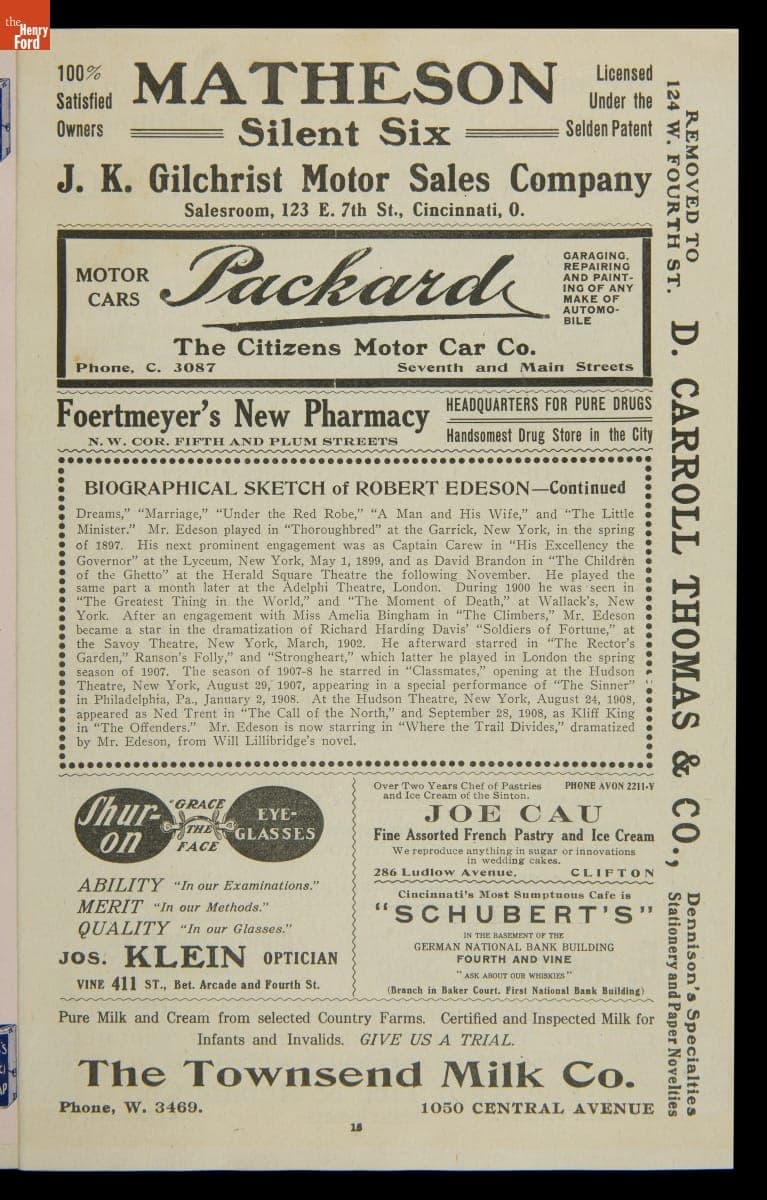 the
Henry
Ford
100%
Satisfied
Owners
MATHESON
Silent Six
Licensed
Under the
Selden Patent
J. K. Gilchrist Motor Sales Company
Salesroom, 123 E. 7th St., Cincinnati, O.
MOTOR
CARS
Packard
GARAGING,
REPAIRING
AND PAINT-
ING OF ANY
MAKE OF
AUTOMO-
BILE
The Citizens Motor Car Co.
Phone, C. 3087
Seventh and Main Streets
Foertmeyer's New Pharmacy
N. W. COR. FIFTH AND PLUM STREETS
HEADQUARTERS FOR PURE DRUGS
Handsomest Drug Store in the City
BIOGRAPHICAL SKETCH of ROBERT EDESON—Continued
Dreams," "Marriage," "Under the Red Robe," "A Man and His Wife," and "The Little
Minister." Mr. Edeson played in "Thoroughbred" at the Garrick, New York, in the spring
of 1897. His next prominent engagement was as Captain Carew in "His Excellency the
Governor" at the Lyceum, New York, May 1, 1899, and as David Brandon in "The Children
of the Ghetto" at the Herald Square Theatre the following November. He played the
same part a month later at the Adelphi Theatre, London. During 1900 he was seen in
"The Greatest Thing in the World," and "The Moment of Death," at Wallack's, New
York. After an engagement with Miss Amelia Bingham in "The Climbers," Mr. Edeson
became a star in the dramatization of Richard Harding Davis' "Soldiers of Fortune," at
the Savoy Theatre, New York, March, 1902. He afterward starred in "The Rector's
Garden," Ranson's Folly," and "Strongheart," which latter he played in London the spring
season of 1907. The season of 1907-8 he starred in "Classmates," opening at the Hudson
Theatre, New York, August 29, 1907, appearing in a special performance of "The Sinner"
in Philadelphia, Pa., January 2, 1908. At the Hudson Theatre, New York, August 24, 1908,
appeared as Ned Trent in "The Call of the North," and September 28, 1908, as Kliff King
in "The Offenders." Mr. Edeson is now starring in "Where the Trail Divides," dramatized
by Mr. Edeson, from Will Lillibridge's novel.
Shur-
on
"GRACE
THE
FACE
EYE-
GLASSES
ABILITY "In our Examinations."
MERIT "In our Methods."
QUALITY "In our Glasses."
JOS. KLEIN OPTICIAN
VINE 411 ST., Bet. Arcade and Fourth St.
Over Two Years Chef of Pastries
and Ice Cream of the Sinton.
PHONE AVON 2211-Y
JOE CAU
Fine Assorted French Pastry and Ice Cream
We reproduce anything in sugar or innovations
in wedding cakes.
286 Ludlow Avenue. CLIFTON
Cincinnati's Most Sumptuous Cafe is
"SCHUBERT'S"
IN THE BASEMENT OF THE
GERMAN NATIONAL BANK BUILDING
FOURTH AND VINE
"ASK ABOUT OUR WHISKIES"
(Branch in Baker Court. First National Bank Building)
Pure Milk and Cream from selected Country Farms. Certified and Inspected Milk for
Infants and Invalids. GIVE US A TRIAL.
The Townsend Milk Co.
Phone, W. 3469.
1050 CENTRAL AVENUE
15
REMOVED TO
124 W. FOURTH ST.
D. CARROLL THOMAS & CO.,
Dennison's Specialties
Stationery and Paper Novelties